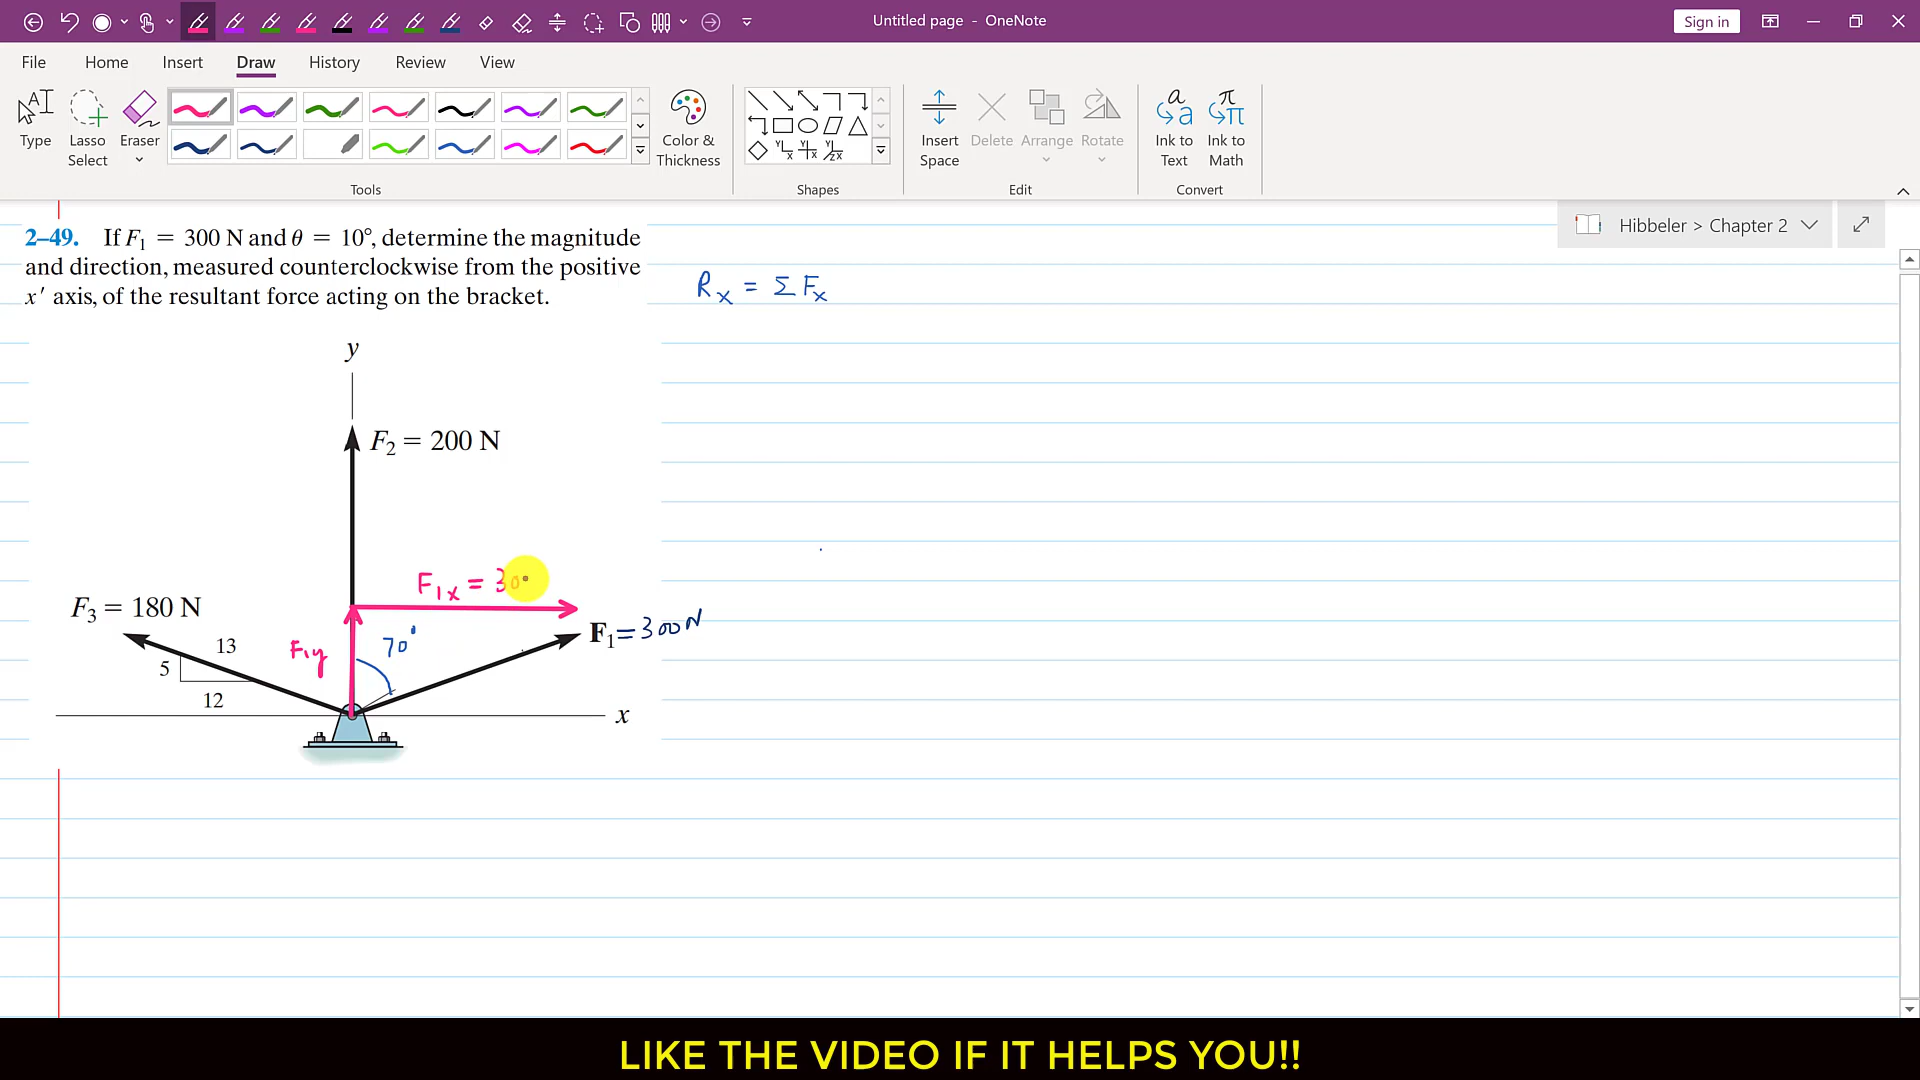 Untitled page - OneNote
Sign in
File Home Insert Draw History Review View
Type
Lasso Select
Eraser
Color & Thickness
Insert Space
Delete
Arrange
Rotate
Ink to Text
Ink to Math
Tools
Shapes
Edit
Convert
Hibbeler > Chapter 2
2–49. If F₁ = 300 N and θ = 10°, determine the magnitude
and direction, measured counterclockwise from the positive
x′ axis, of the resultant force acting on the bracket.
Rₓ = Σ Fₓ
y
F₂ = 200 N
F₁ₓ = 30
F₃ = 180 N
F₁ = 300N
13
70°
F₁y
5
12
x
LIKE THE VIDEO IF IT HELPS YOU!!